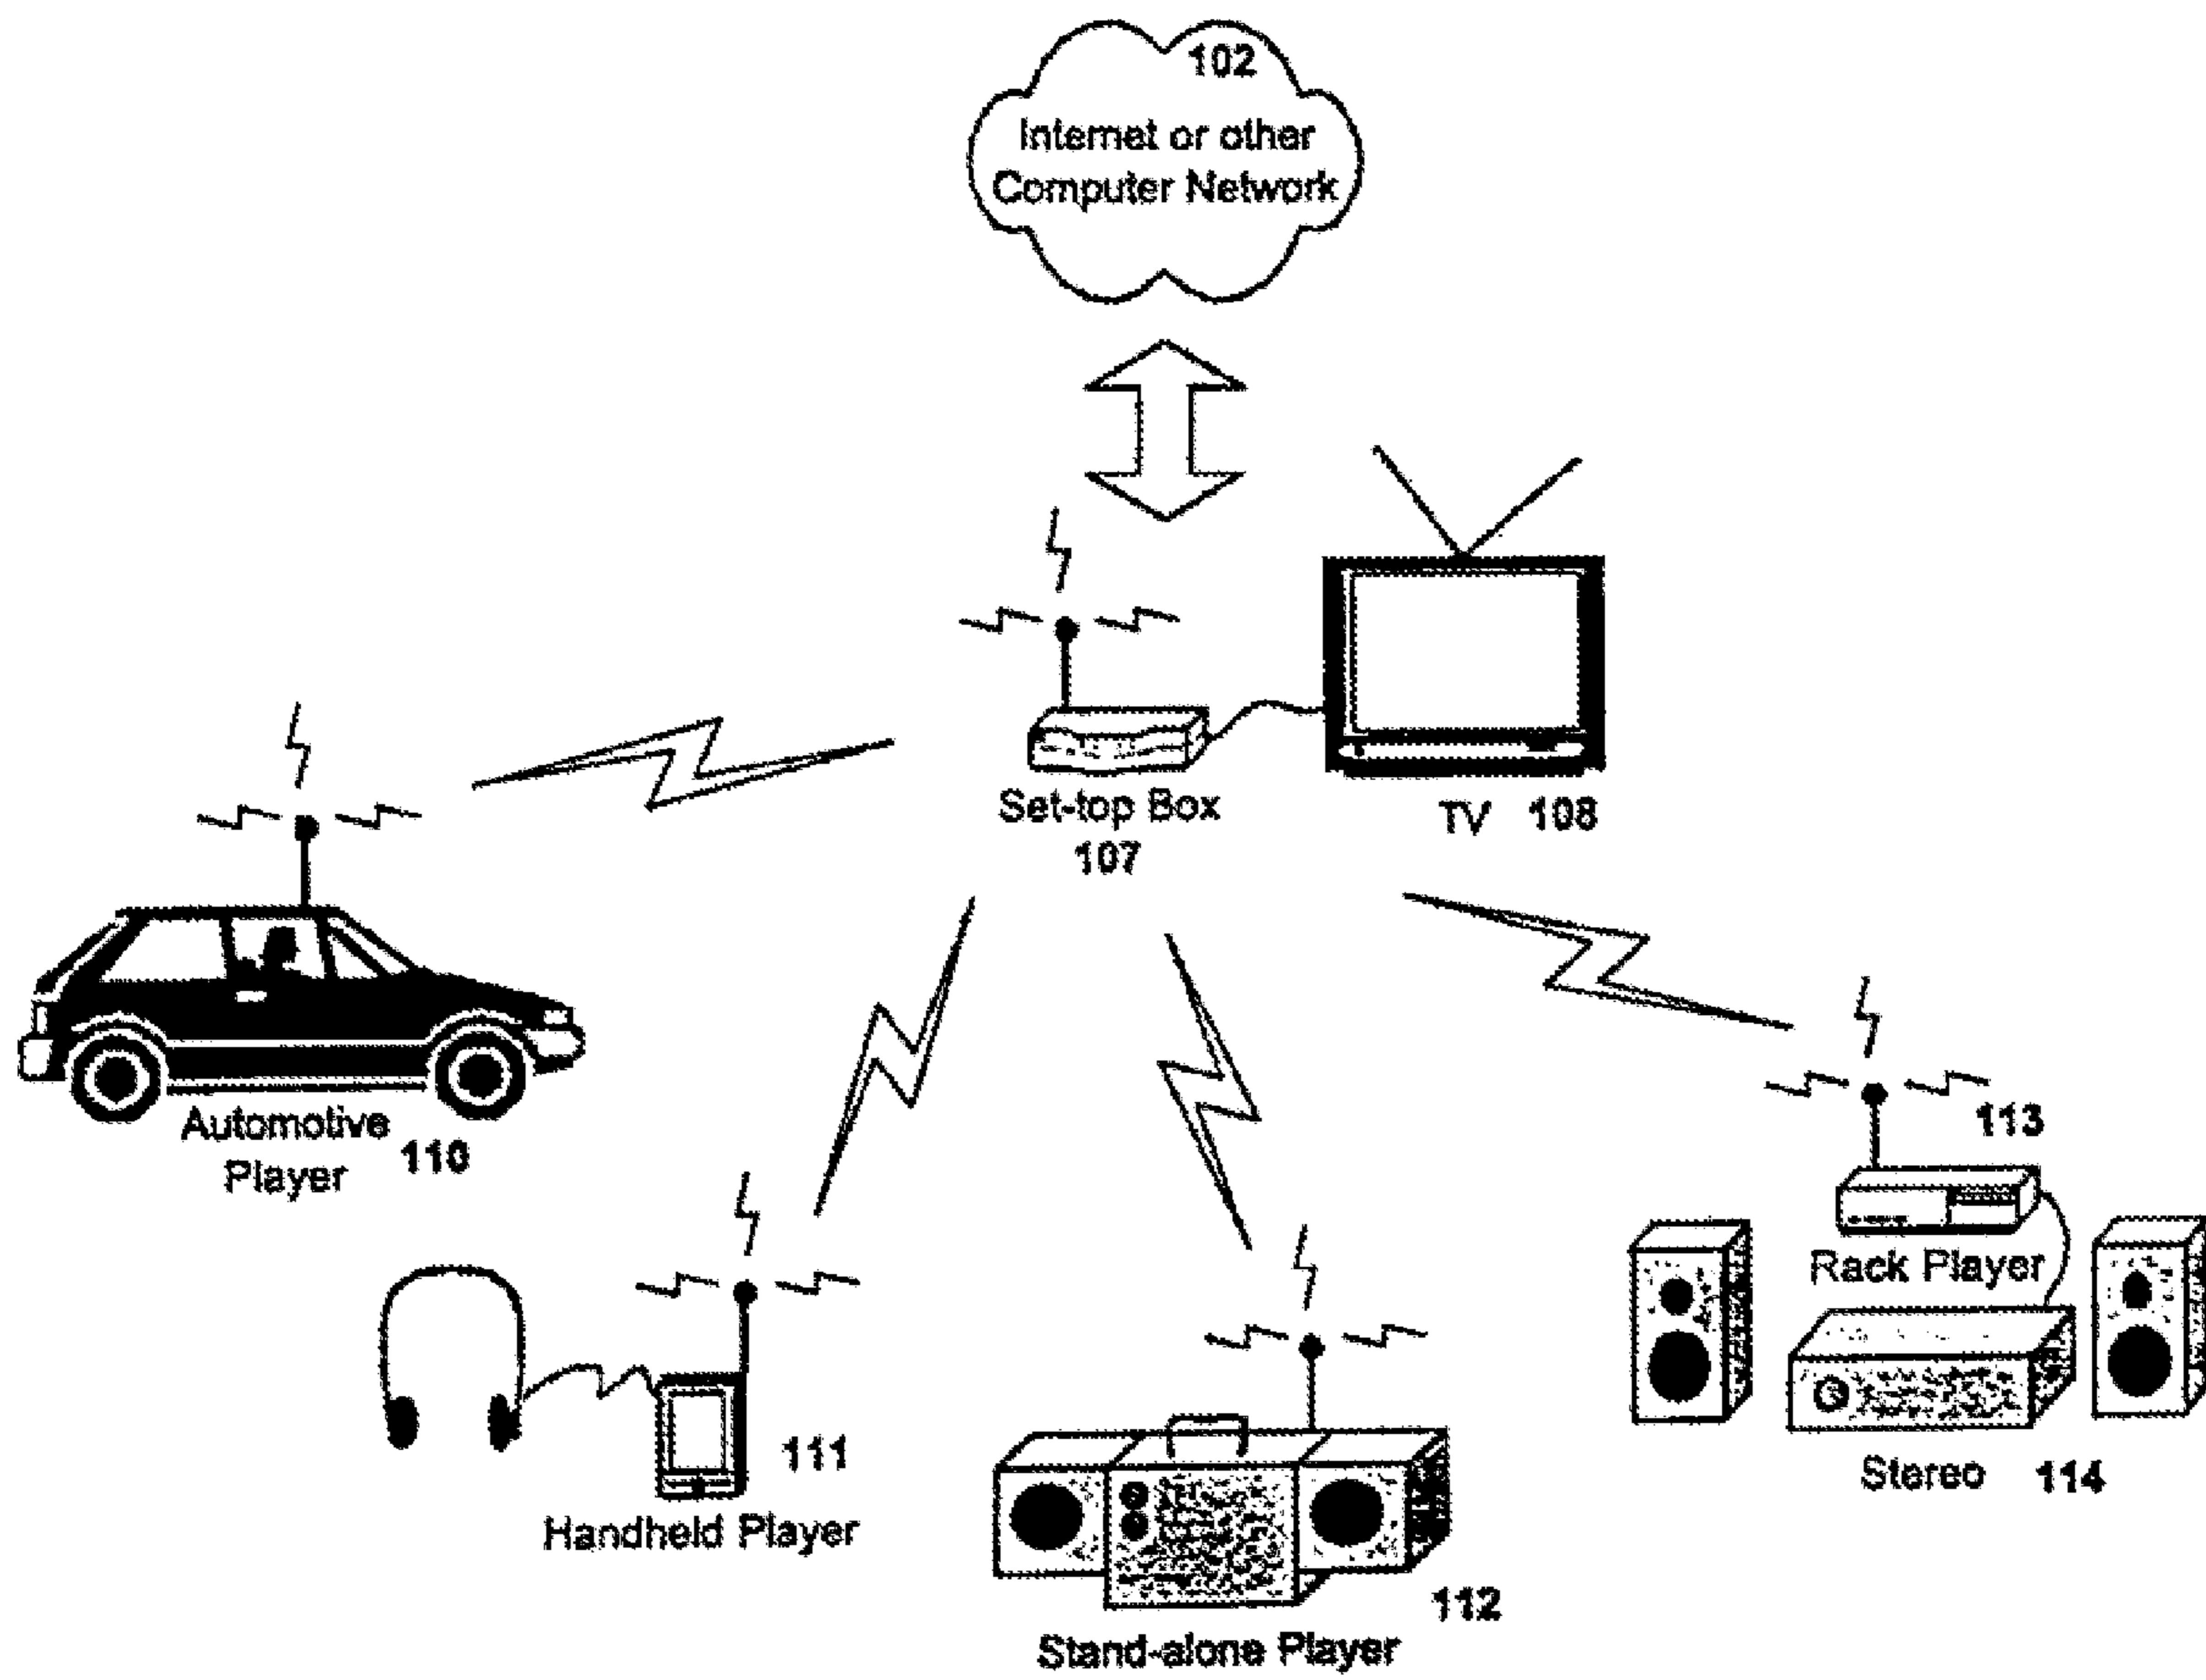 102
Internet or other
Computer Network
Set-top Box
107
TV 108
Automotive
Player 110
113
Rack Player
111
Handheld Player
Stereo 114
112
Stand-alone Player